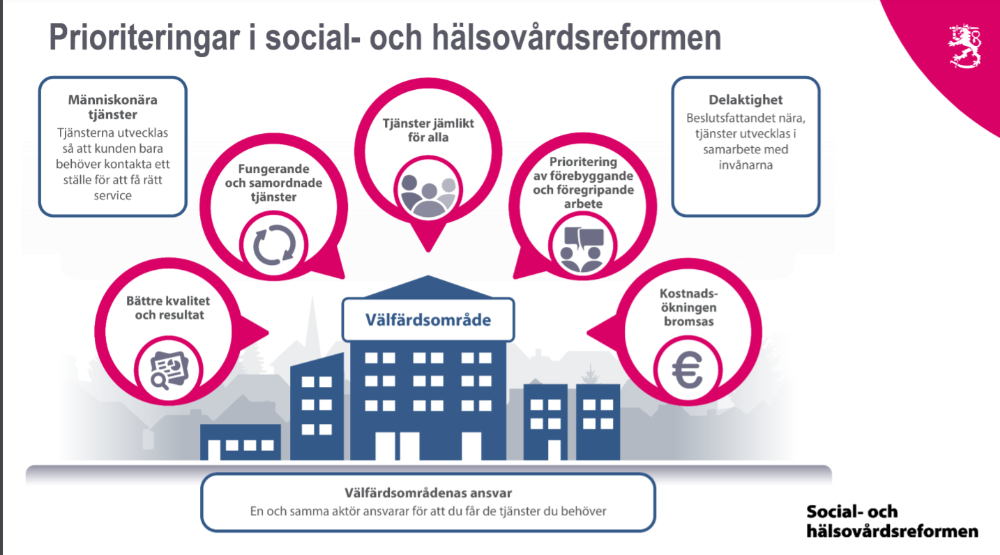 Prioriteringar i social- och hälsovårdsreformen
Människonära
tjänster
Tjänsterna utvecklas
så att kunden bara
behöver kontakta ett
ställe för att få rätt
service
Fungerande
och samordnade
tjänster
Tjänster jämlikt
för alla
Prioritering
av förebyggande
och föregripande
arbete
Delaktighet
Beslutsfattandet nära,
tjänster utvecklas i
samarbete med
invånarna
Bättre kvalitet
och resultat
Välfärdsområde
Kostnads-
ökningen
bromsas
€
Välfärdsområdenas ansvar
En och samma aktör ansvarar för att du får de tjänster du behöver
Social- och
hälsovårdsreformen